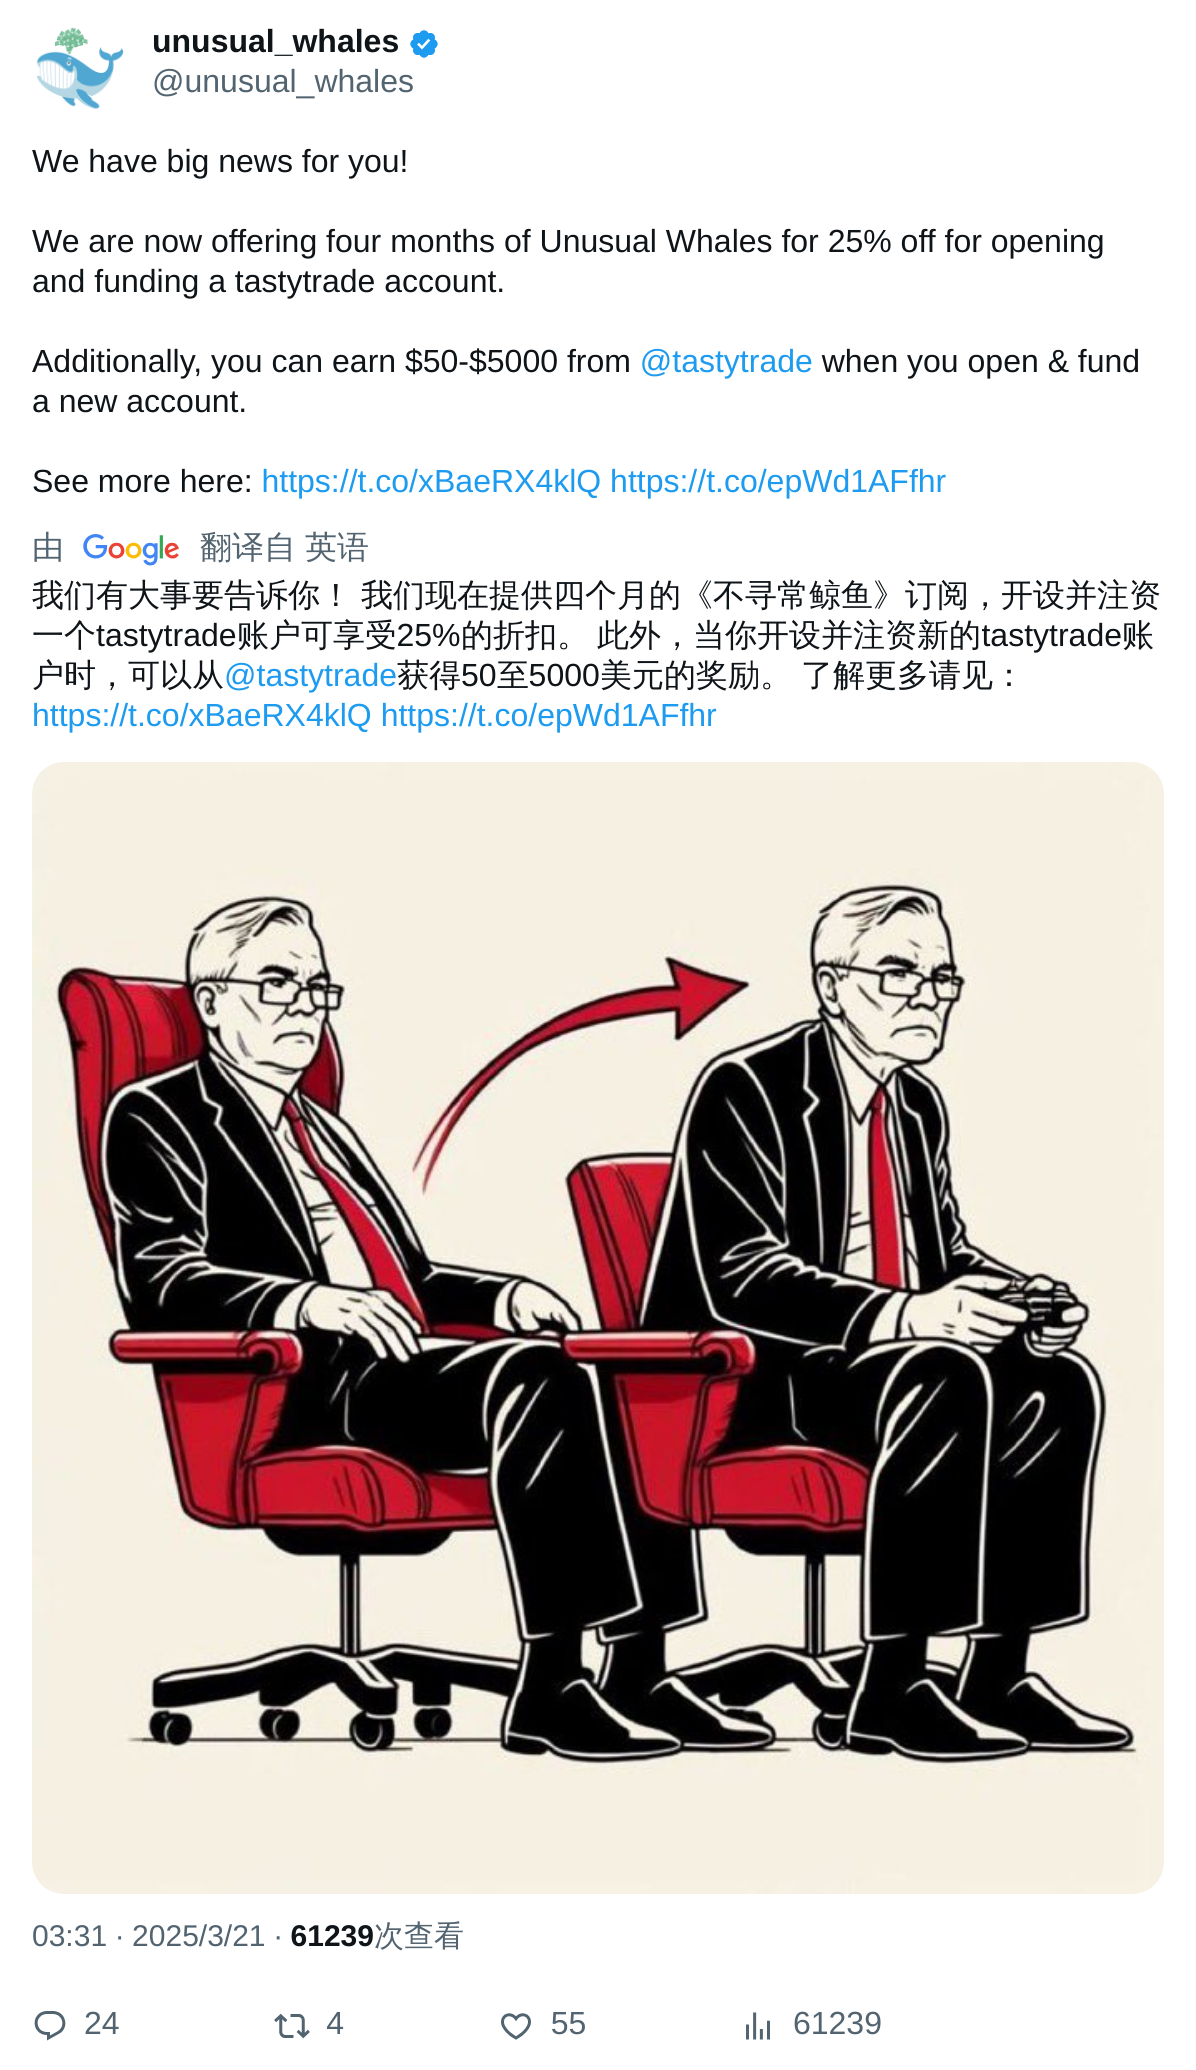 unusual_whales
@unusual_whales
We have big news for you!
We are now offering four months of Unusual Whales for 25% off for opening
and funding a tastytrade account.
Additionally, you can earn $50-$5000 from @tastytrade when you open & fund
a new account.
See more here: https://t.co/xBaeRX4klQ https://t.co/epWd1AFfhr
由 Google 翻译自 英语
我们有大事要告诉你！ 我们现在提供四个月的《不寻常鲸鱼》订阅，开设并注资
一个tastytrade账户可享受25%的折扣。 此外，当你开设并注资新的tastytrade账
户时，可以从@tastytrade获得50至5000美元的奖励。 了解更多请见：
https://t.co/xBaeRX4klQ https://t.co/epWd1AFfhr
03:31 · 2025/3/21 · 61239次查看
24 4 55 61239